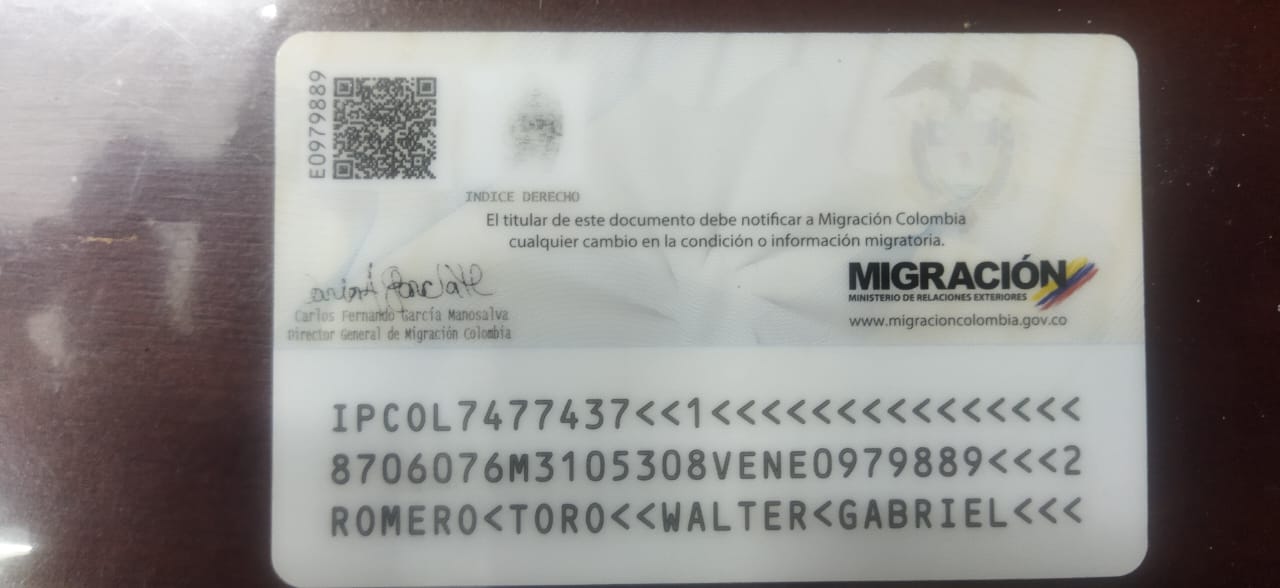 E0979889
INDICE DERECHO
El titular de este documento debe notificar a Migración Colombia
cualquier cambio en la condición o información migratoria.
Carlos Fernando García Manosalva
Director General de Migración Colombia
MIGRACIÓN
MINISTERIO DE RELACIONES EXTERIORES
www.migracioncolombia.gov.co
IPCOL7477437<<1<<<<<<<<<<<<<<<
8706076M3105308VENE0979889<<<2
ROMERO<TORO<<WALTER<GABRIEL<<<